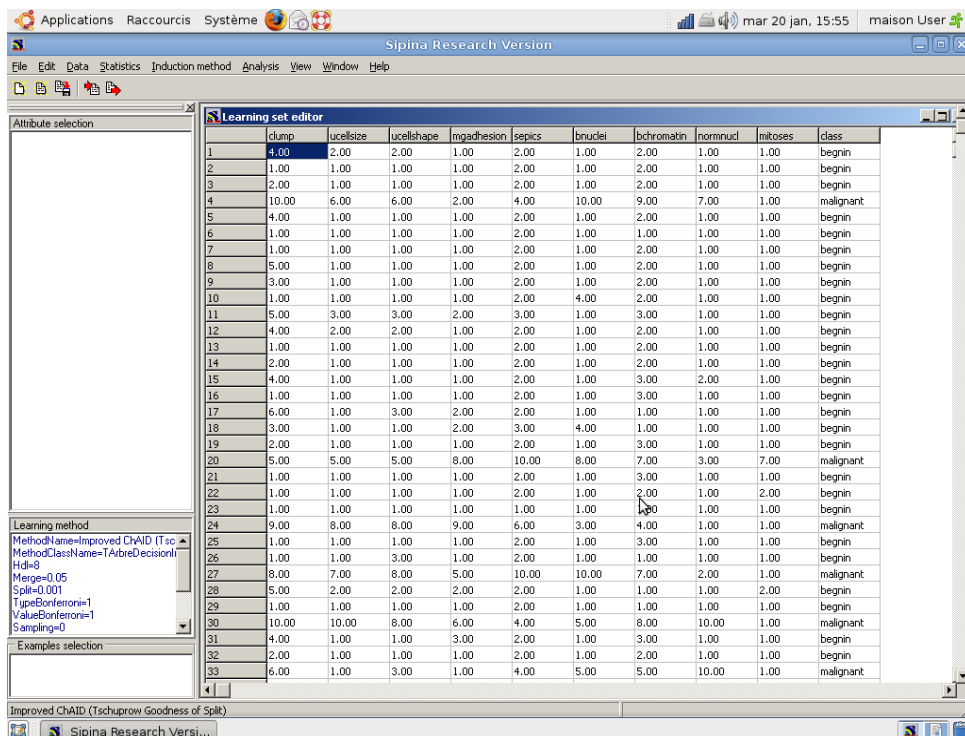 Applications Raccourcis Système mar 20 jan, 15:55 maison User
Sipina Research Version
File Edit Data Statistics Induction method Analysis View Window Help
Attribute selection
Learning set editor
clump ucellsize ucellshape mgadhesion sepics bnuclei bchromatin normnucl mitoses class
1 4.00 2.00 2.00 1.00 2.00 1.00 2.00 1.00 1.00 begnin
2 1.00 1.00 1.00 1.00 2.00 1.00 2.00 1.00 1.00 begnin
3 2.00 1.00 1.00 1.00 2.00 1.00 2.00 1.00 1.00 begnin
4 10.00 6.00 6.00 2.00 4.00 10.00 9.00 7.00 1.00 malignant
5 4.00 1.00 1.00 1.00 2.00 1.00 2.00 1.00 1.00 begnin
6 1.00 1.00 1.00 1.00 2.00 1.00 1.00 1.00 1.00 begnin
7 1.00 1.00 1.00 1.00 2.00 1.00 2.00 1.00 1.00 begnin
8 5.00 1.00 1.00 1.00 2.00 1.00 2.00 1.00 1.00 begnin
9 3.00 1.00 1.00 1.00 2.00 1.00 2.00 1.00 1.00 begnin
10 1.00 1.00 1.00 1.00 2.00 4.00 2.00 1.00 1.00 begnin
11 5.00 3.00 3.00 2.00 3.00 1.00 3.00 1.00 1.00 begnin
12 4.00 2.00 2.00 1.00 2.00 1.00 2.00 1.00 1.00 begnin
13 1.00 1.00 1.00 1.00 2.00 1.00 2.00 1.00 1.00 begnin
14 2.00 1.00 1.00 1.00 2.00 1.00 2.00 1.00 1.00 begnin
15 4.00 1.00 1.00 1.00 2.00 1.00 3.00 2.00 1.00 begnin
16 1.00 1.00 1.00 1.00 2.00 1.00 3.00 1.00 1.00 begnin
17 6.00 1.00 3.00 2.00 2.00 1.00 1.00 1.00 1.00 begnin
18 3.00 1.00 1.00 2.00 3.00 4.00 1.00 1.00 1.00 begnin
19 2.00 1.00 1.00 1.00 2.00 1.00 3.00 1.00 1.00 begnin
20 5.00 5.00 5.00 8.00 10.00 8.00 7.00 3.00 7.00 malignant
21 1.00 1.00 1.00 1.00 2.00 1.00 3.00 1.00 1.00 begnin
22 1.00 1.00 1.00 1.00 2.00 1.00 2.00 1.00 2.00 begnin
23 1.00 1.00 1.00 1.00 1.00 1.00 1.00 1.00 begnin
24 9.00 8.00 8.00 9.00 6.00 3.00 4.00 1.00 1.00 malignant
25 1.00 1.00 1.00 1.00 2.00 1.00 3.00 1.00 1.00 begnin
26 1.00 1.00 3.00 1.00 2.00 1.00 1.00 1.00 1.00 begnin
27 8.00 7.00 8.00 5.00 10.00 10.00 7.00 2.00 1.00 malignant
28 5.00 2.00 2.00 2.00 2.00 1.00 1.00 1.00 2.00 begnin
29 1.00 1.00 1.00 1.00 2.00 1.00 1.00 1.00 1.00 begnin
30 10.00 10.00 8.00 6.00 4.00 5.00 8.00 10.00 1.00 malignant
31 4.00 1.00 1.00 3.00 2.00 1.00 3.00 1.00 1.00 begnin
32 2.00 1.00 1.00 1.00 2.00 1.00 2.00 1.00 1.00 begnin
33 6.00 1.00 3.00 1.00 4.00 5.00 5.00 10.00 1.00 malignant
Learning method
MethodName=Improved ChAID (Tsc
MethodClassName=TArbreDecisionI
Hdl=8
Merge=0.05
Split=0.001
TypeBonferroni=1
ValueBonferroni=1
Sampling=0
Examples selection
Improved ChAID (Tschuprow Goodness of Split)
Sipina Research Versi...